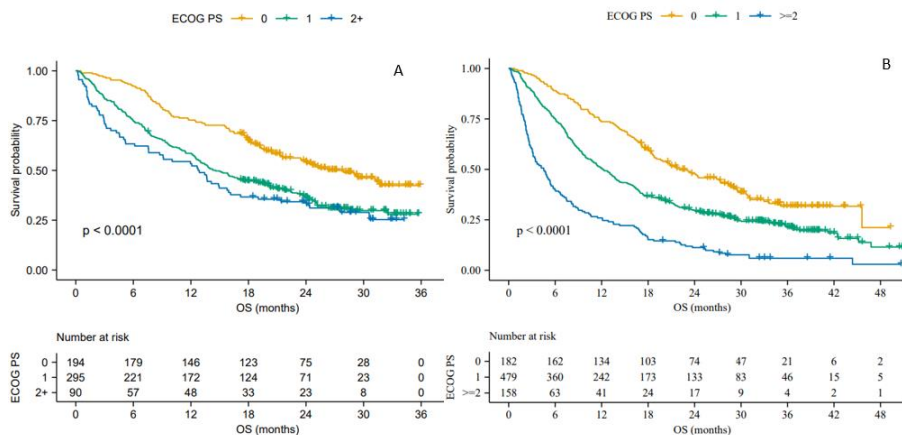 ECOG PS 0 1 2+
A
Survival probability
1.00
0.75
0.50
0.25
0.00
p < 0.0001
0 6 12 18 24 30 36
OS (months)
Number at risk
ECOG PS
0 194 179 146 123 75 28 0
1 295 221 172 124 71 23 0
2+ 90 57 48 33 23 8 0
0 6 12 18 24 30 36
OS (months)
ECOG PS 0 1 >=2
B
Survival probability
1.00
0.75
0.50
0.25
0.00
p < 0.0001
0 6 12 18 24 30 36 42 48
OS (months)
Number at risk
ECOG PS
0 182 162 134 103 74 47 21 6 2
1 479 360 242 173 133 83 46 15 5
>=2 158 63 41 24 17 9 4 2 1
0 6 12 18 24 30 36 42 48
OS (months)